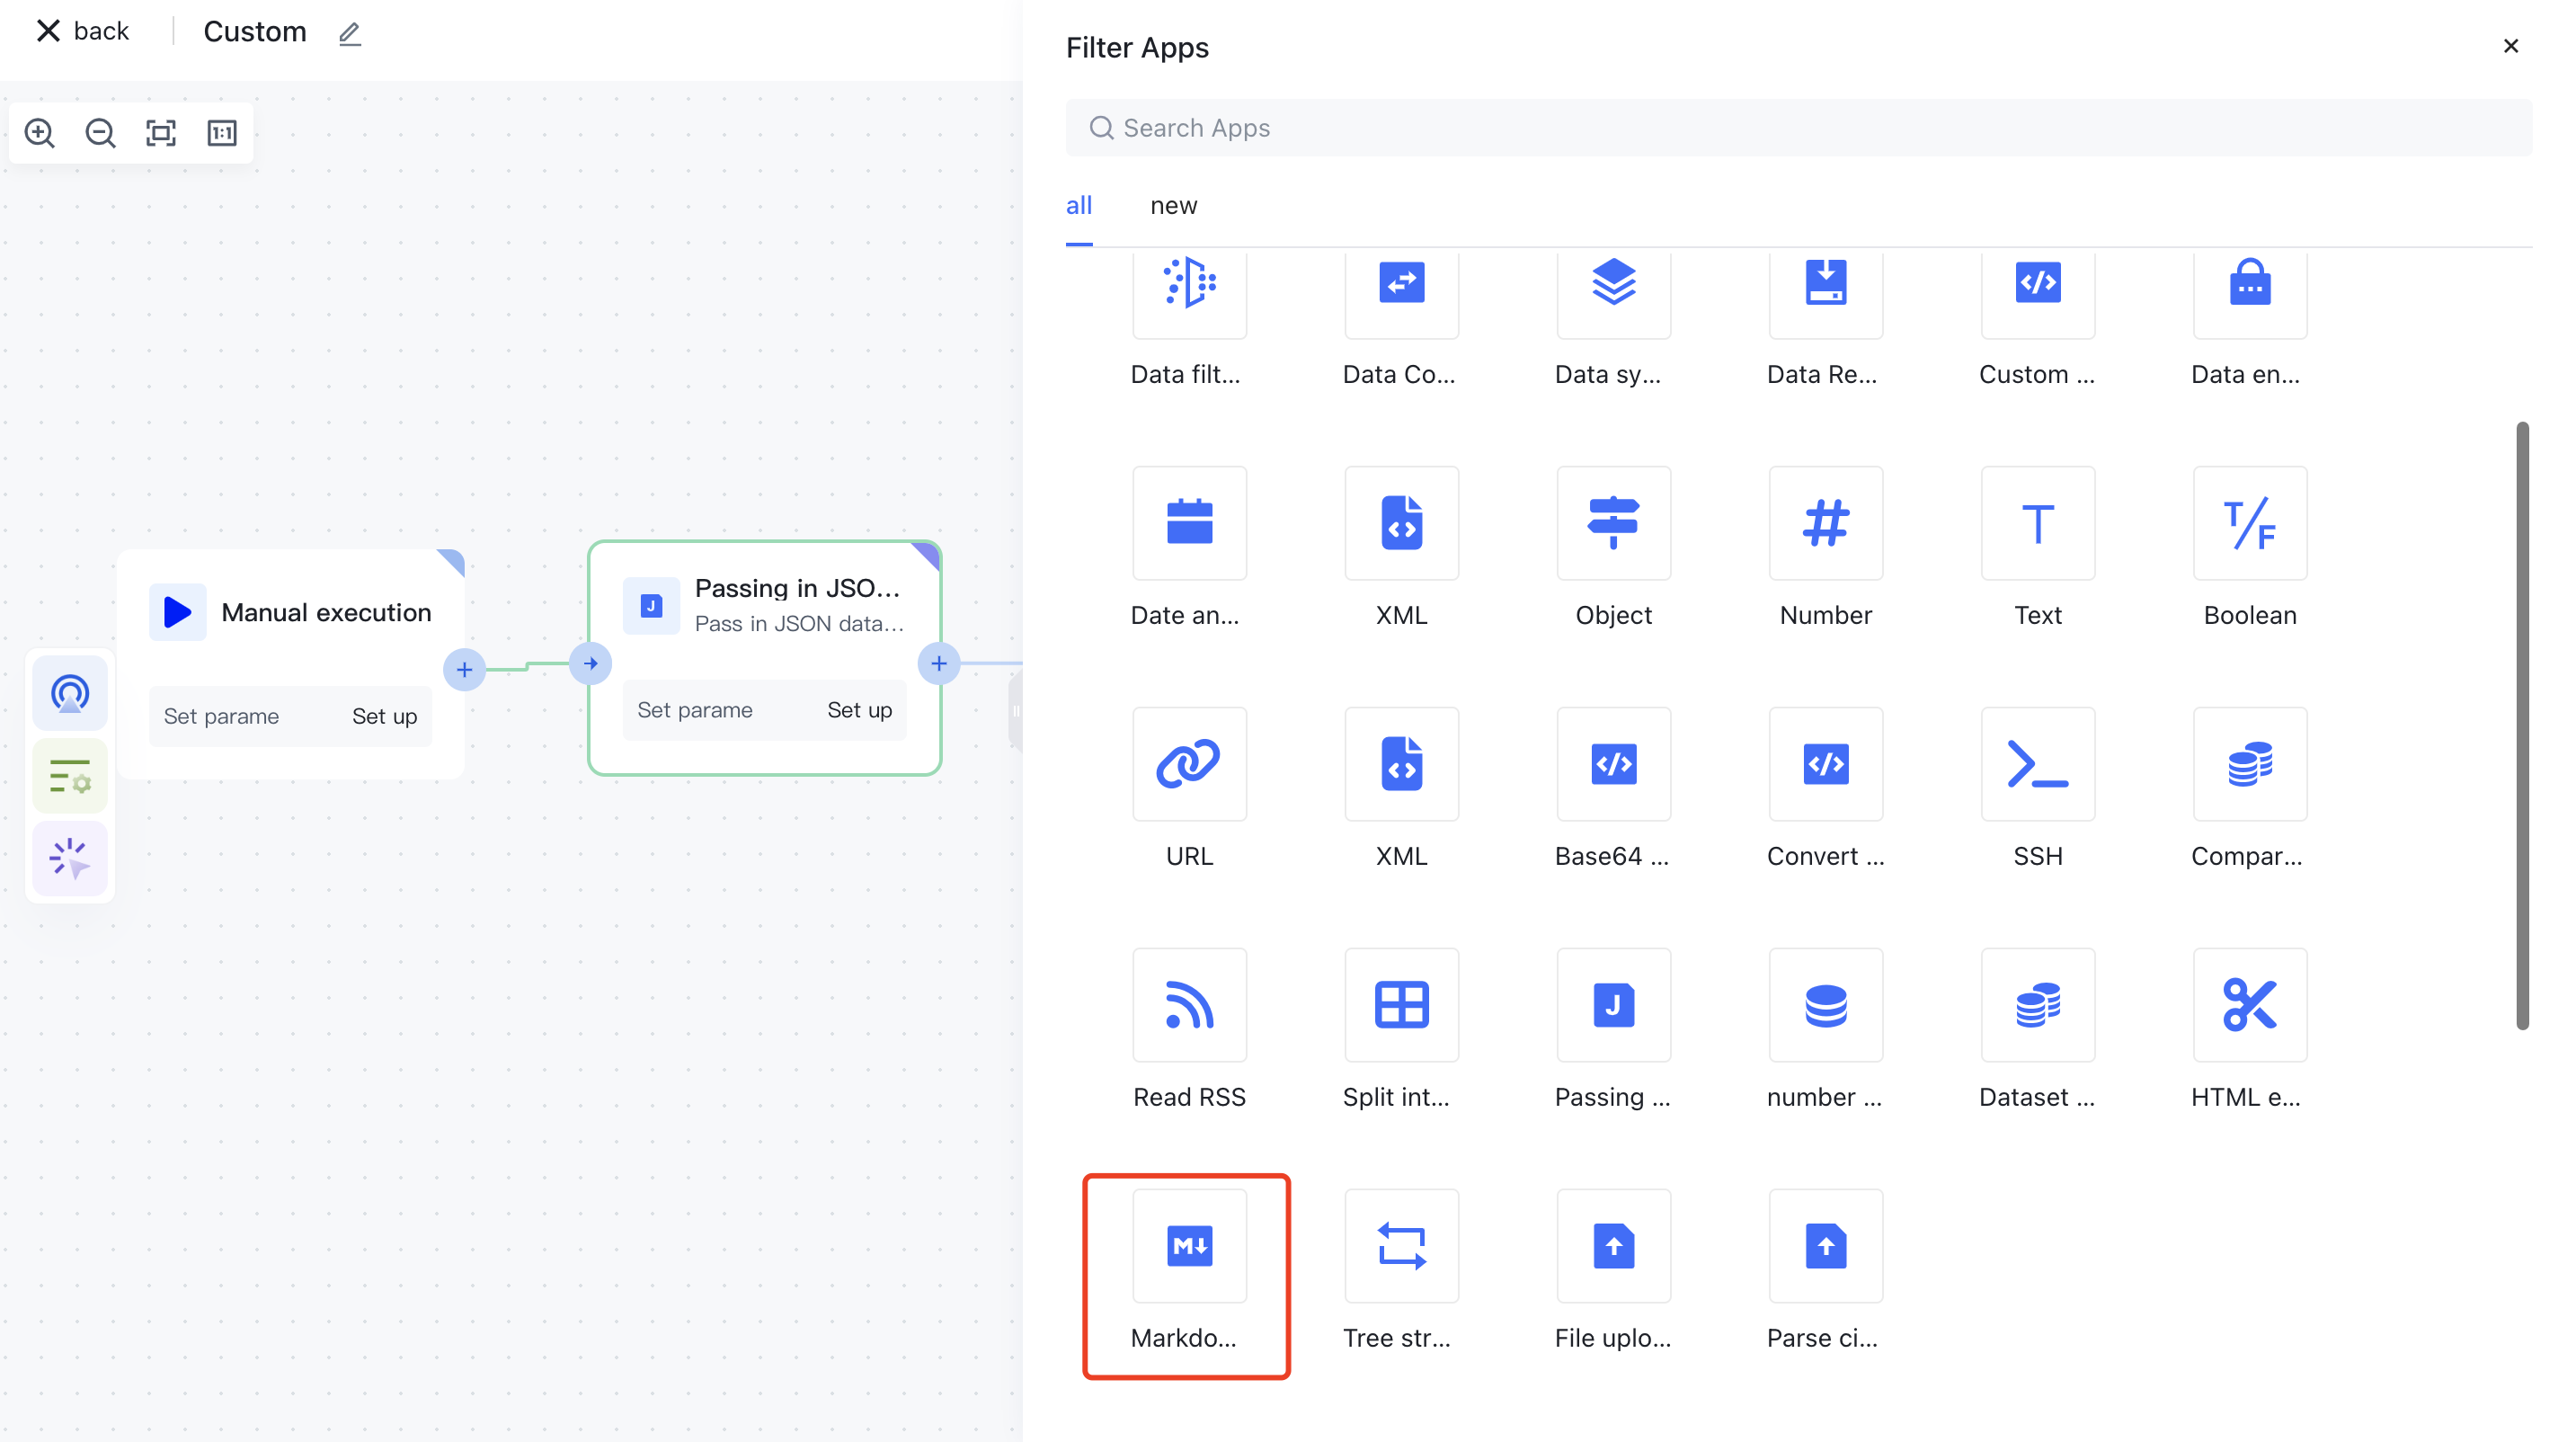 back
Custom
1:1
Manual execution
Set parame
Set up
J
Passing in JSO...
Pass in JSON data...
Set parame
Set up
Filter Apps
Search Apps
all
new
Data filt...
Data Co...
Data sy...
Data Re...
Custom ...
Data en...
T
T/F
Date an...
XML
Object
Number
Text
Boolean
URL
XML
Base64 ...
Convert ...
SSH
Compar...
J
Read RSS
Split int...
Passing ...
number ...
Dataset ...
HTML e...
M
Markdo...
Tree str...
File uplo...
Parse ci...